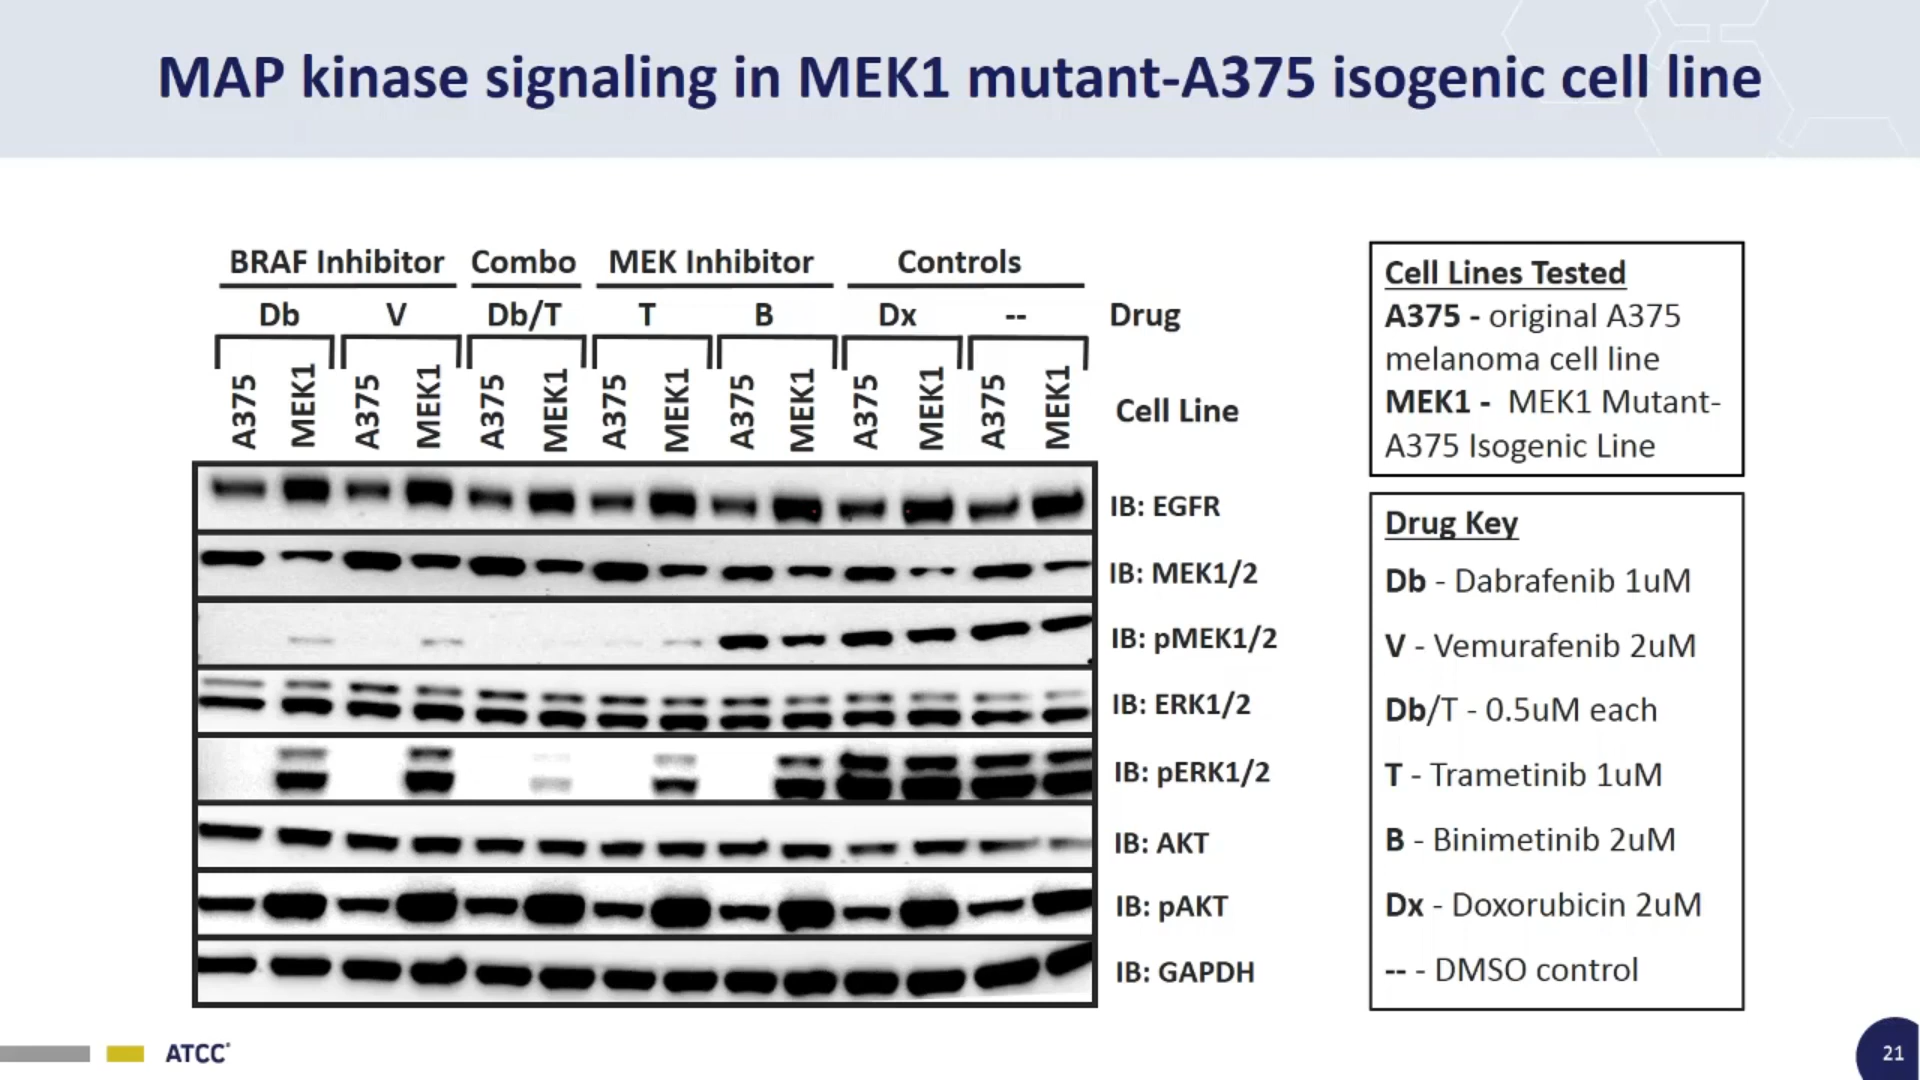 MAP kinase signaling in MEK1 mutant-A375 isogenic cell line
BRAF Inhibitor Combo MEK Inhibitor Controls
Db V Db/T T B Dx -- Drug
A375 MEK1 A375 MEK1 A375 MEK1 A375 MEK1 A375 MEK1 A375 MEK1 A375 MEK1 Cell Line
IB: EGFR
IB: MEK1/2
IB: pMEK1/2
IB: ERK1/2
IB: pERK1/2
IB: AKT
IB: pAKT
IB: GAPDH
Cell Lines Tested
A375 - original A375
melanoma cell line
MEK1 - MEK1 Mutant-
A375 Isogenic Line
Drug Key
Db - Dabrafenib 1uM
V - Vemurafenib 2uM
Db/T - 0.5uM each
T - Trametinib 1uM
B - Binimetinib 2uM
Dx - Doxorubicin 2uM
-- - DMSO control
ATCC®
21